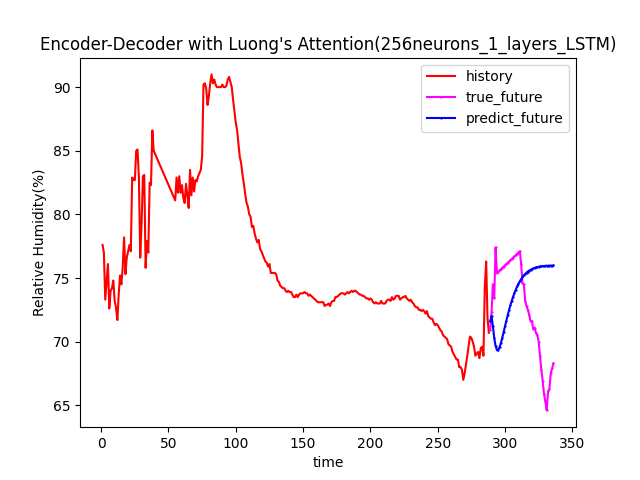 Encoder-Decoder with Luong's Attention(256neurons_1_layers_LSTM)
history
true_future
predict_future
90
85
80
75
70
65
Relative Humidity(%)
0 50 100 150 200 250 300 350
time